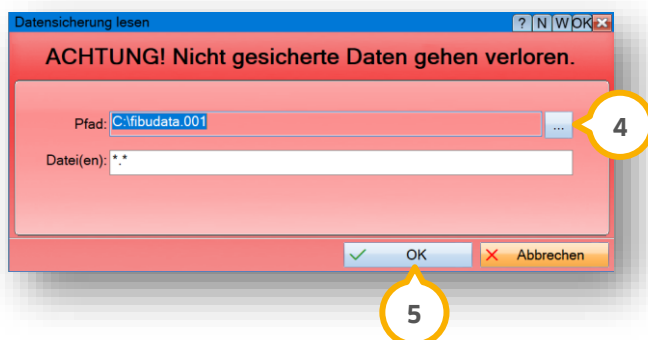 Datensicherung lesen ? N W OK
ACHTUNG! Nicht gesicherte Daten gehen verloren.
Pfad: C:\fibudata.001 ...
4
Datei(en): *.*
OK Abbrechen
5